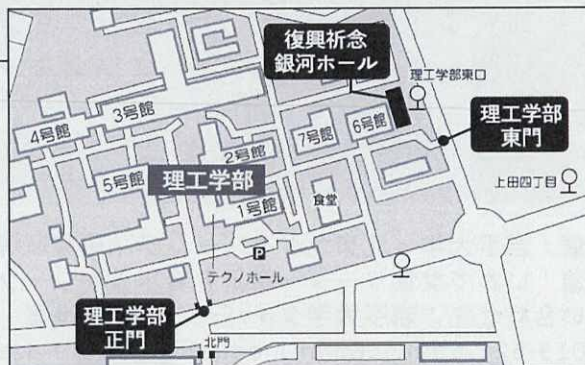 復興祈念
銀河ホール
理工学部東口
3号館
4号館
理工学部
東門
7号館
6号館
2号館
5号館
理工学部
上田四丁目
1号館
食堂
P
テクノホール
理工学部
正門
北門